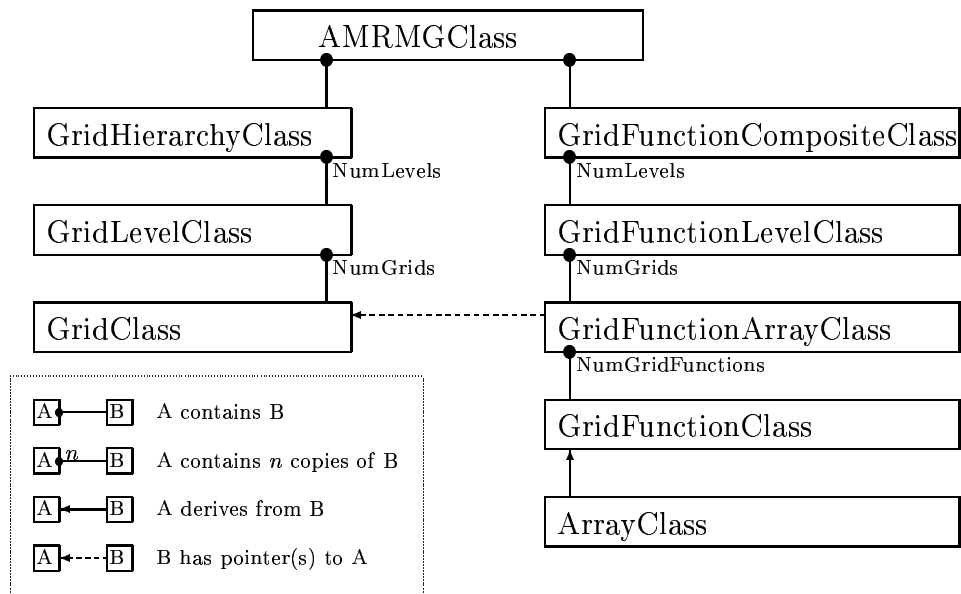 AMRMGClass
GridHierarchyClass
GridFunctionCompositeClass
NumLevels
NumLevels
GridLevelClass
GridFunctionLevelClass
NumGrids
NumGrids
GridClass
GridFunctionArrayClass
NumGridFunctions
A B A contains B
GridFunctionClass
A n B A contains n copies of B
A B A derives from B
ArrayClass
A B B has pointer(s) to A